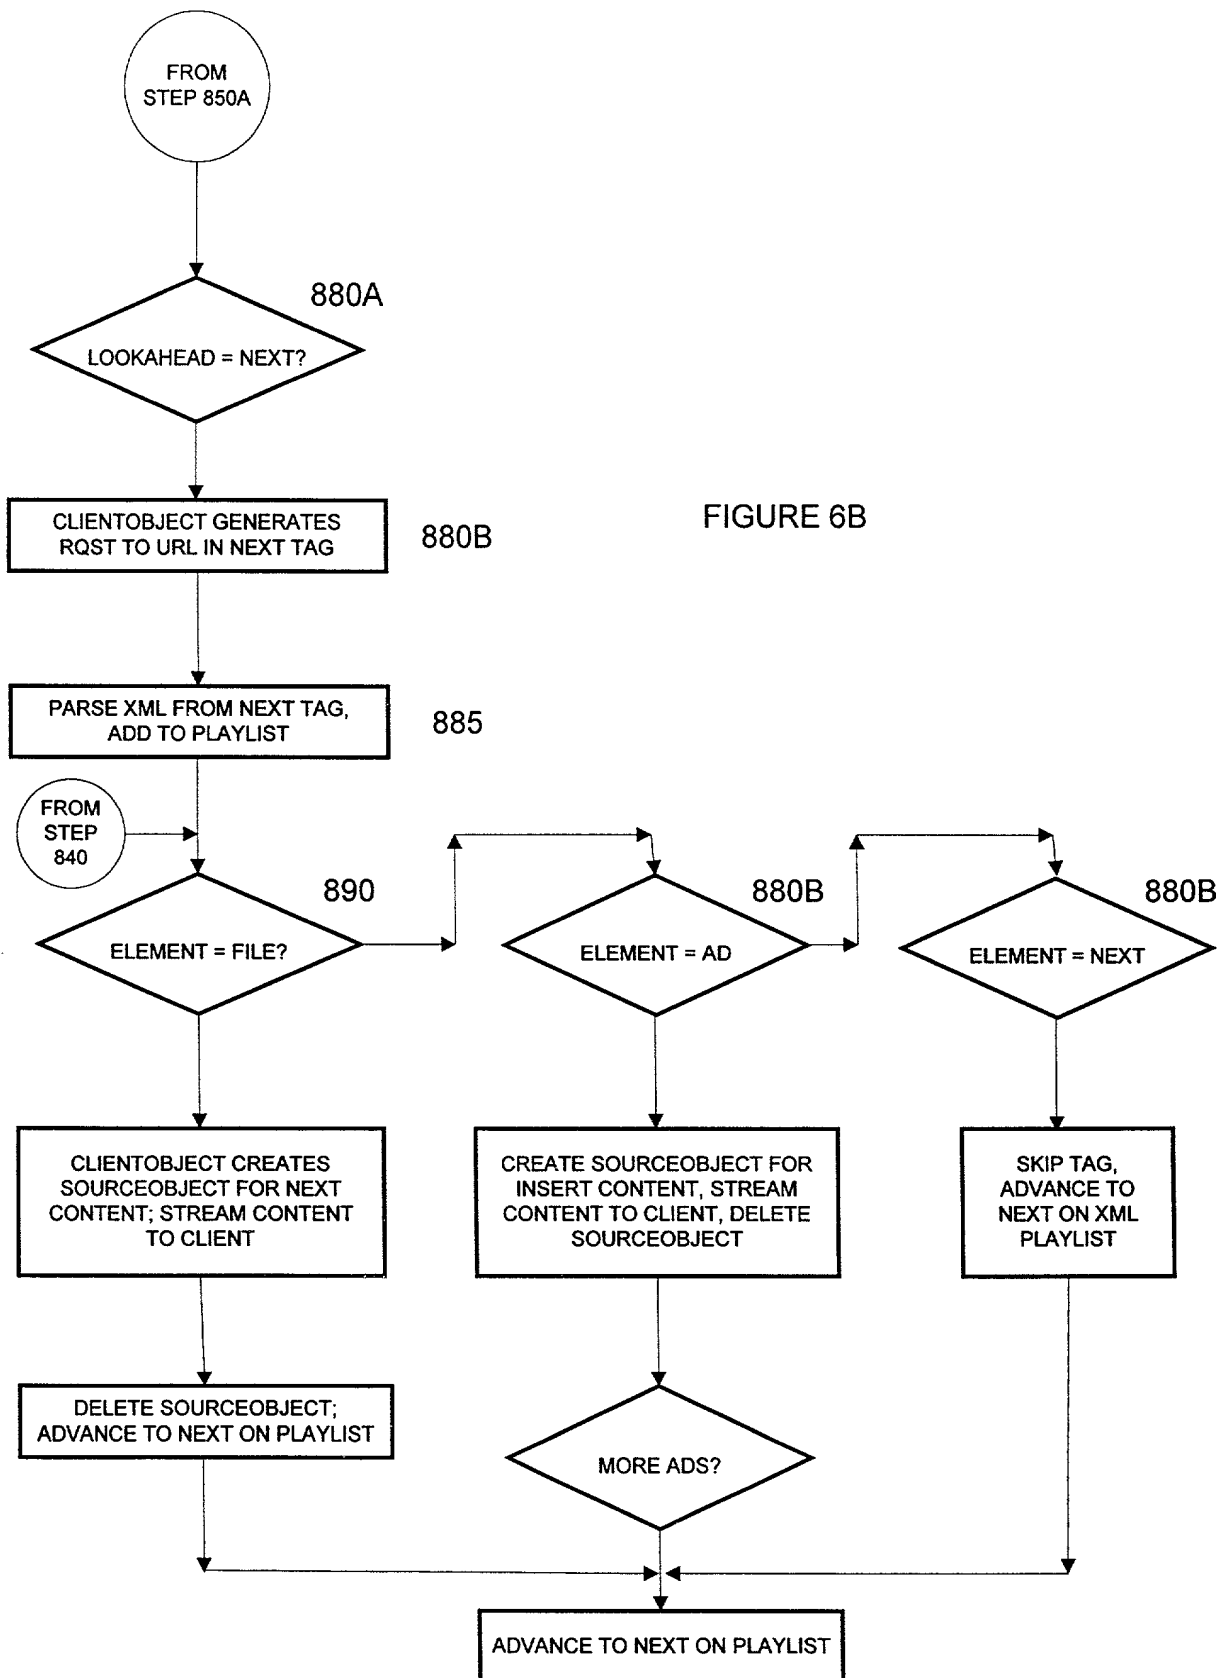 FROM
STEP 850A
880A
LOOKAHEAD = NEXT?
CLIENTOBJECT GENERATES
RQST TO URL IN NEXT TAG
880B
FIGURE 6B
PARSE XML FROM NEXT TAG,
ADD TO PLAYLIST
885
FROM
STEP
840
890
ELEMENT = FILE?
880B
ELEMENT = AD
880B
ELEMENT = NEXT
CLIENTOBJECT CREATES
SOURCEOBJECT FOR NEXT
CONTENT; STREAM CONTENT
TO CLIENT
CREATE SOURCEOBJECT FOR
INSERT CONTENT, STREAM
CONTENT TO CLIENT, DELETE
SOURCEOBJECT
SKIP TAG,
ADVANCE TO
NEXT ON XML
PLAYLIST
DELETE SOURCEOBJECT;
ADVANCE TO NEXT ON PLAYLIST
MORE ADS?
ADVANCE TO NEXT ON PLAYLIST